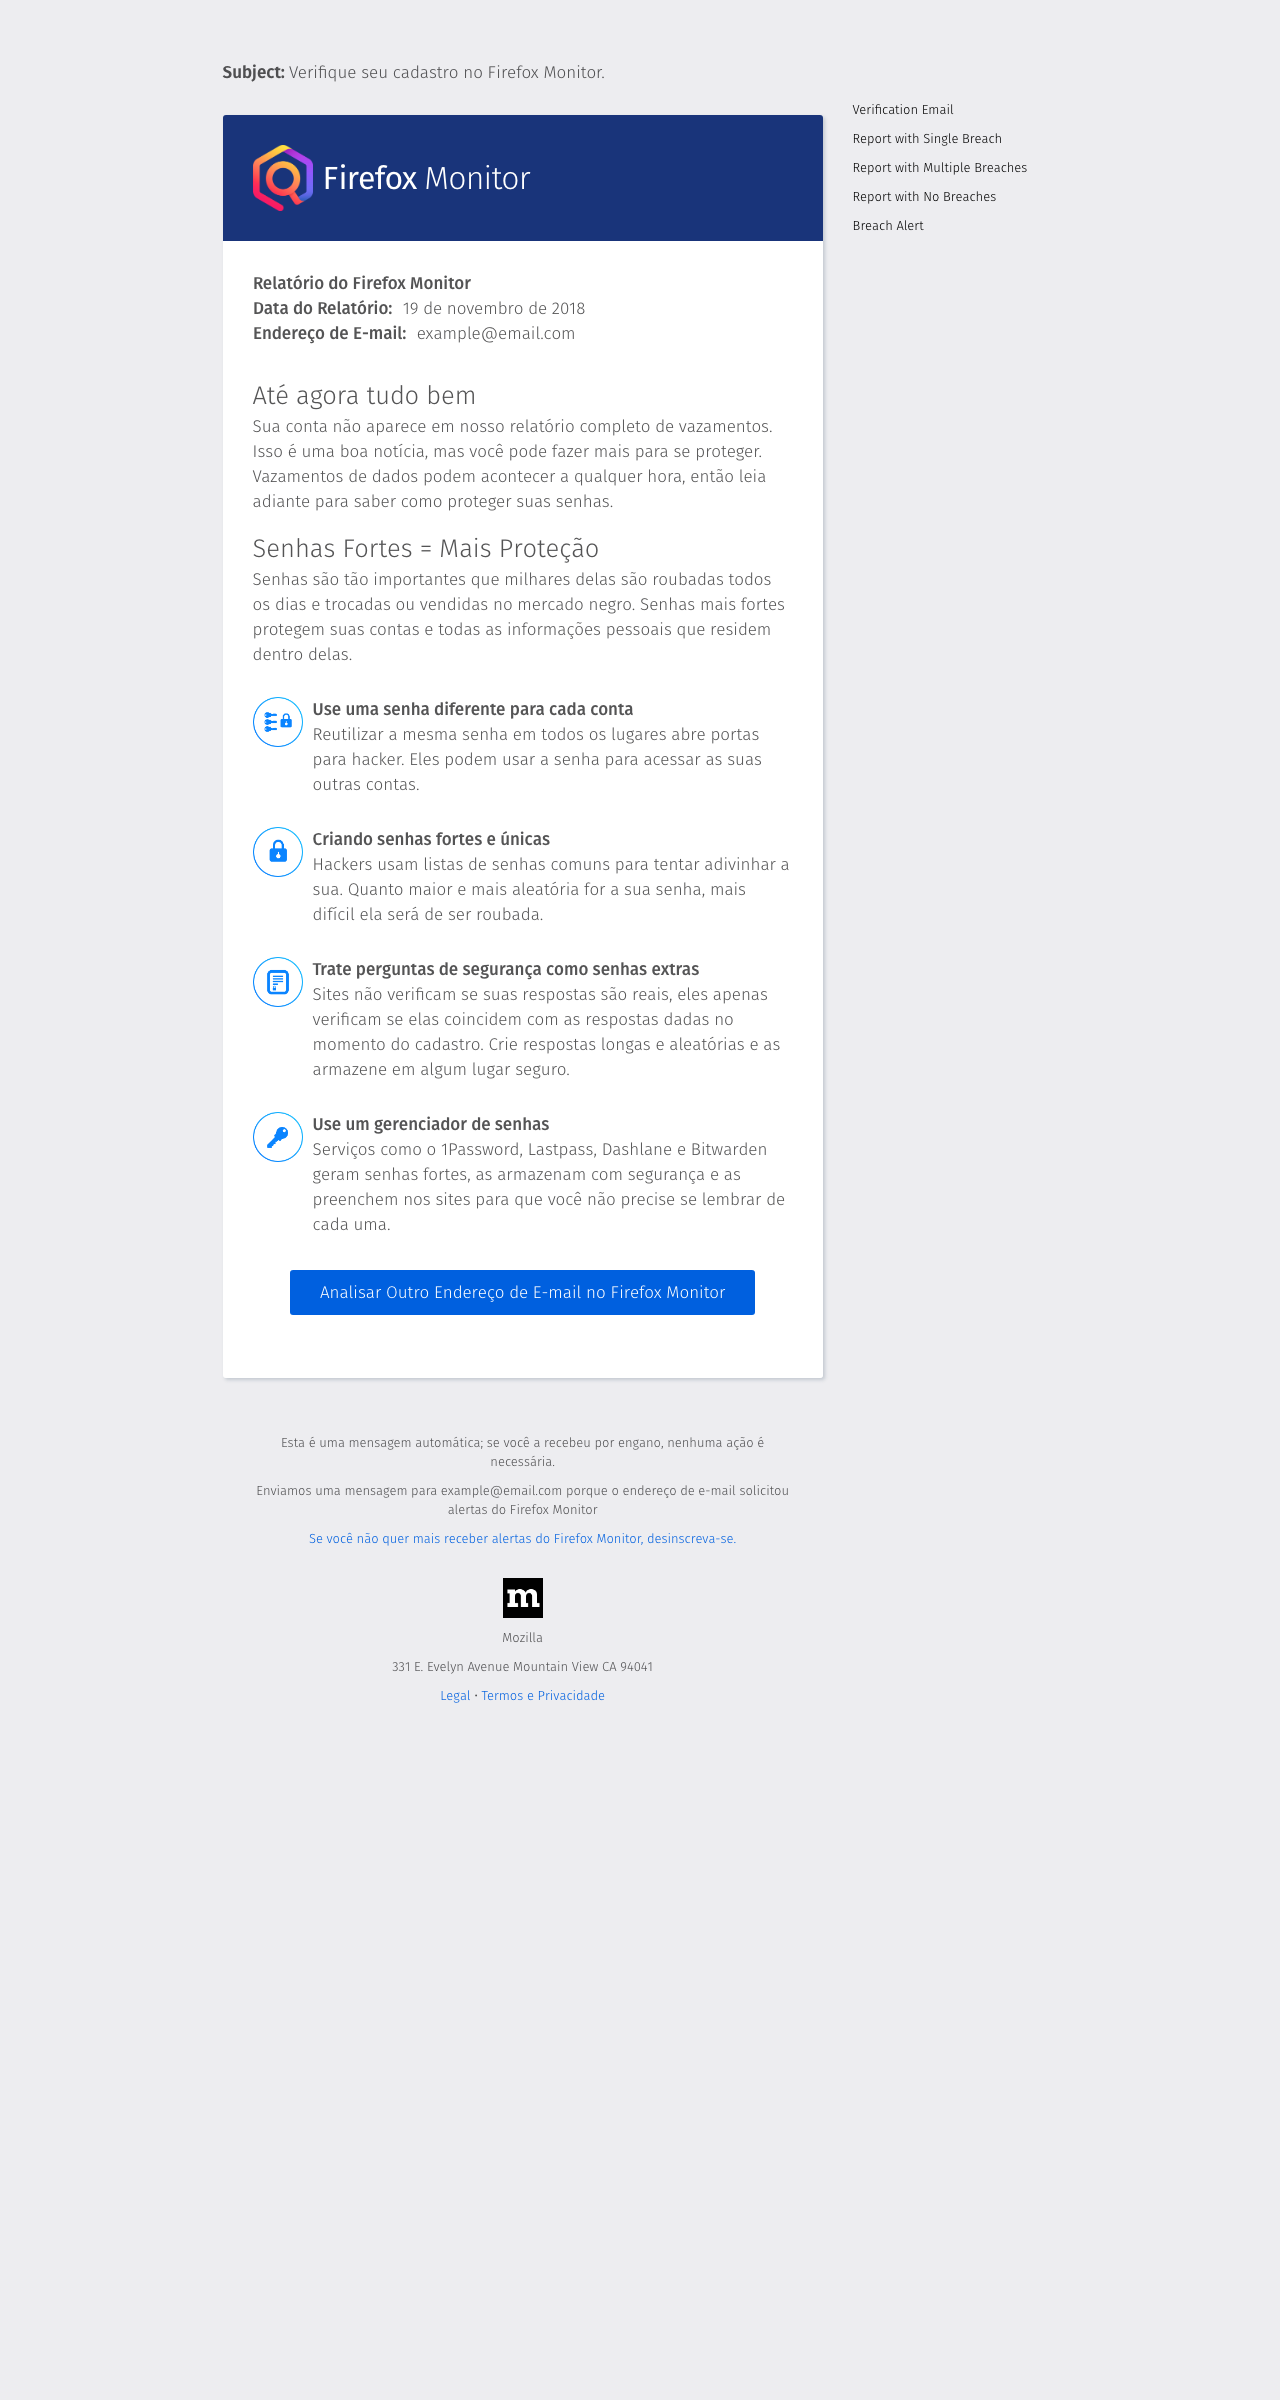 Subject: Verifique seu cadastro no Firefox Monitor.
Verification Email
Report with Single Breach
Report with Multiple Breaches
Report with No Breaches
Breach Alert
Firefox Monitor
Relatório do Firefox Monitor
Data do Relatório: 19 de novembro de 2018
Endereço de E-mail: example@email.com
Até agora tudo bem
Sua conta não aparece em nosso relatório completo de vazamentos.
Isso é uma boa notícia, mas você pode fazer mais para se proteger.
Vazamentos de dados podem acontecer a qualquer hora, então leia
adiante para saber como proteger suas senhas.
Senhas Fortes = Mais Proteção
Senhas são tão importantes que milhares delas são roubadas todos
os dias e trocadas ou vendidas no mercado negro. Senhas mais fortes
protegem suas contas e todas as informações pessoais que residem
dentro delas.
Use uma senha diferente para cada conta
Reutilizar a mesma senha em todos os lugares abre portas
para hacker. Eles podem usar a senha para acessar as suas
outras contas.
Criando senhas fortes e únicas
Hackers usam listas de senhas comuns para tentar adivinhar a
sua. Quanto maior e mais aleatória for a sua senha, mais
difícil ela será de ser roubada.
Trate perguntas de segurança como senhas extras
Sites não verificam se suas respostas são reais, eles apenas
verificam se elas coincidem com as respostas dadas no
momento do cadastro. Crie respostas longas e aleatórias e as
armazene em algum lugar seguro.
Use um gerenciador de senhas
Serviços como o 1Password, Lastpass, Dashlane e Bitwarden
geram senhas fortes, as armazenam com segurança e as
preenchem nos sites para que você não precise se lembrar de
cada uma.
Analisar Outro Endereço de E-mail no Firefox Monitor
Esta é uma mensagem automática; se você a recebeu por engano, nenhuma ação é
necessária.
Enviamos uma mensagem para example@email.com porque o endereço de e-mail solicitou
alertas do Firefox Monitor
Se você não quer mais receber alertas do Firefox Monitor, desinscreva-se.
m
Mozilla
331 E. Evelyn Avenue Mountain View CA 94041
Legal • Termos e Privacidade